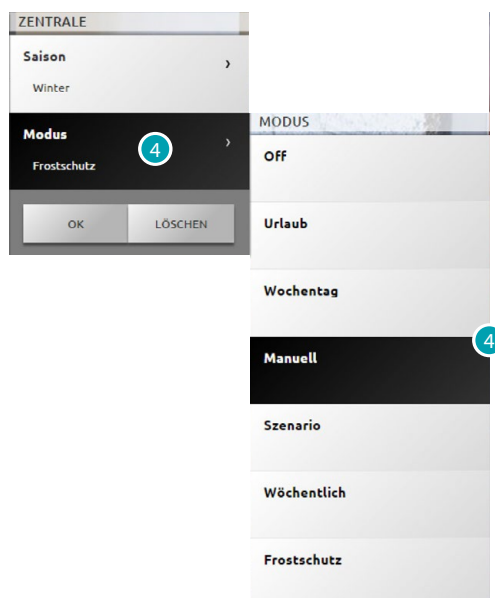 ZENTRALE
Saison
Winter
Modus
4
Frostschutz
OK LÖSCHEN
MODUS
Off
Urlaub
Wochentag
Manuell
4
Szenario
Wöchentlich
Frostschutz